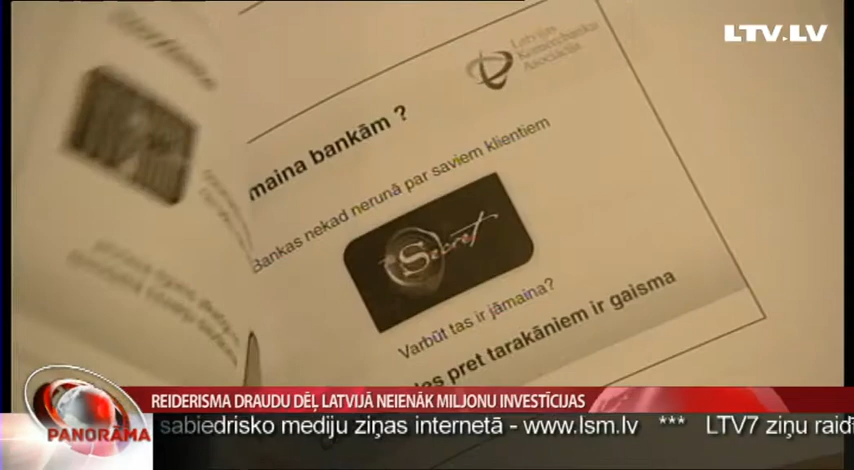 LTV.LV
Latvijas
Komercbanku
Asociācija
maina bankām ?
Bankas nekad nerunā par saviem klientiem
Secret
Varbūt tas ir jāmaina?
pret tarakāniem ir gaisma
REIDERISMA DRAUDU DĒĻ LATVIJĀ NEIENĀK MILJONU INVESTĪCIJAS
PANORĀMA
sabiedrisko mediju ziņas internetā - www.lsm.lv *** LTV7 ziņu raid